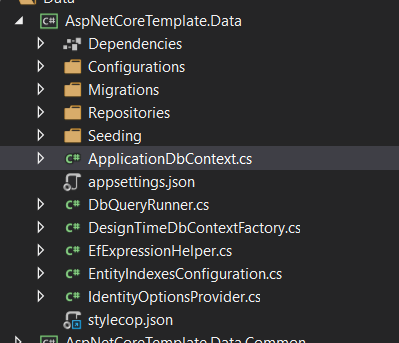 Data
AspNetCoreTemplate.Data
Dependencies
Configurations
Migrations
Repositories
Seeding
C# ApplicationDbContext.cs
appsettings.json
C# DbQueryRunner.cs
C# DesignTimeDbContextFactory.cs
C# EfExpressionHelper.cs
C# EntityIndexesConfiguration.cs
C# IdentityOptionsProvider.cs
stylecop.json
AspNetCoreTemplate.Data.Common